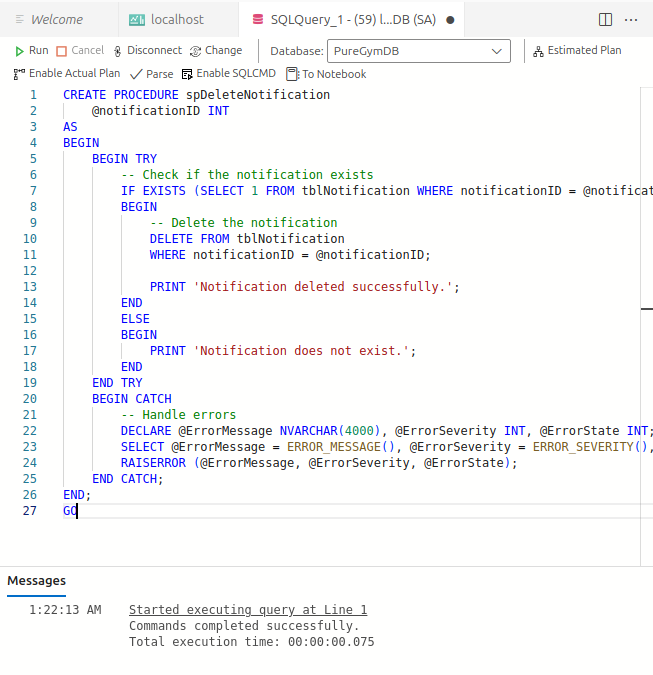 Welcome localhost SQLQuery_1 - (59) l...DB (SA)
Run Cancel Disconnect Change Database: PureGymDB Estimated Plan
Enable Actual Plan Parse Enable SQLCMD To Notebook
1 CREATE PROCEDURE spDeleteNotification
2 @notificationID INT
3 AS
4 BEGIN
5 BEGIN TRY
6 -- Check if the notification exists
7 IF EXISTS (SELECT 1 FROM tblNotification WHERE notificationID = @notificat
8 BEGIN
9 -- Delete the notification
10 DELETE FROM tblNotification
11 WHERE notificationID = @notificationID;
12
13 PRINT 'Notification deleted successfully.';
14 END
15 ELSE
16 BEGIN
17 PRINT 'Notification does not exist.';
18 END
19 END TRY
20 BEGIN CATCH
21 -- Handle errors
22 DECLARE @ErrorMessage NVARCHAR(4000), @ErrorSeverity INT, @ErrorState INT;
23 SELECT @ErrorMessage = ERROR_MESSAGE(), @ErrorSeverity = ERROR_SEVERITY(),
24 RAISERROR (@ErrorMessage, @ErrorSeverity, @ErrorState);
25 END CATCH;
26 END;
27 GO
Messages
1:22:13 AM Started executing query at Line 1
Commands completed successfully.
Total execution time: 00:00:00.075